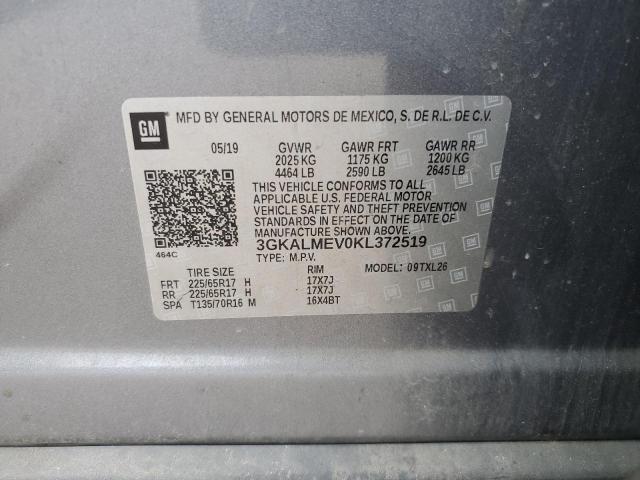 GM
MFD BY GENERAL MOTORS DE MEXICO, S. DE R.L. DE C.V.
05/19 GVWR GAWR FRT GAWR RR
2025 KG 1175 KG 1200 KG
4464 LB 2590 LB 2645 LB
THIS VEHICLE CONFORMS TO ALL
APPLICABLE U.S. FEDERAL MOTOR
VEHICLE SAFETY AND THEFT PREVENTION
STANDARDS IN EFFECT ON THE DATE OF
MANUFACTURE SHOWN ABOVE.
3GKALMEV0KL372519
464C
TYPE: M.P.V. MODEL: 09TXL26
TIRE SIZE RIM
FRT 225/65R17 H 17X7J
RR 225/65R17 H 17X7J
SPA T135/70R16 M 16X4BT